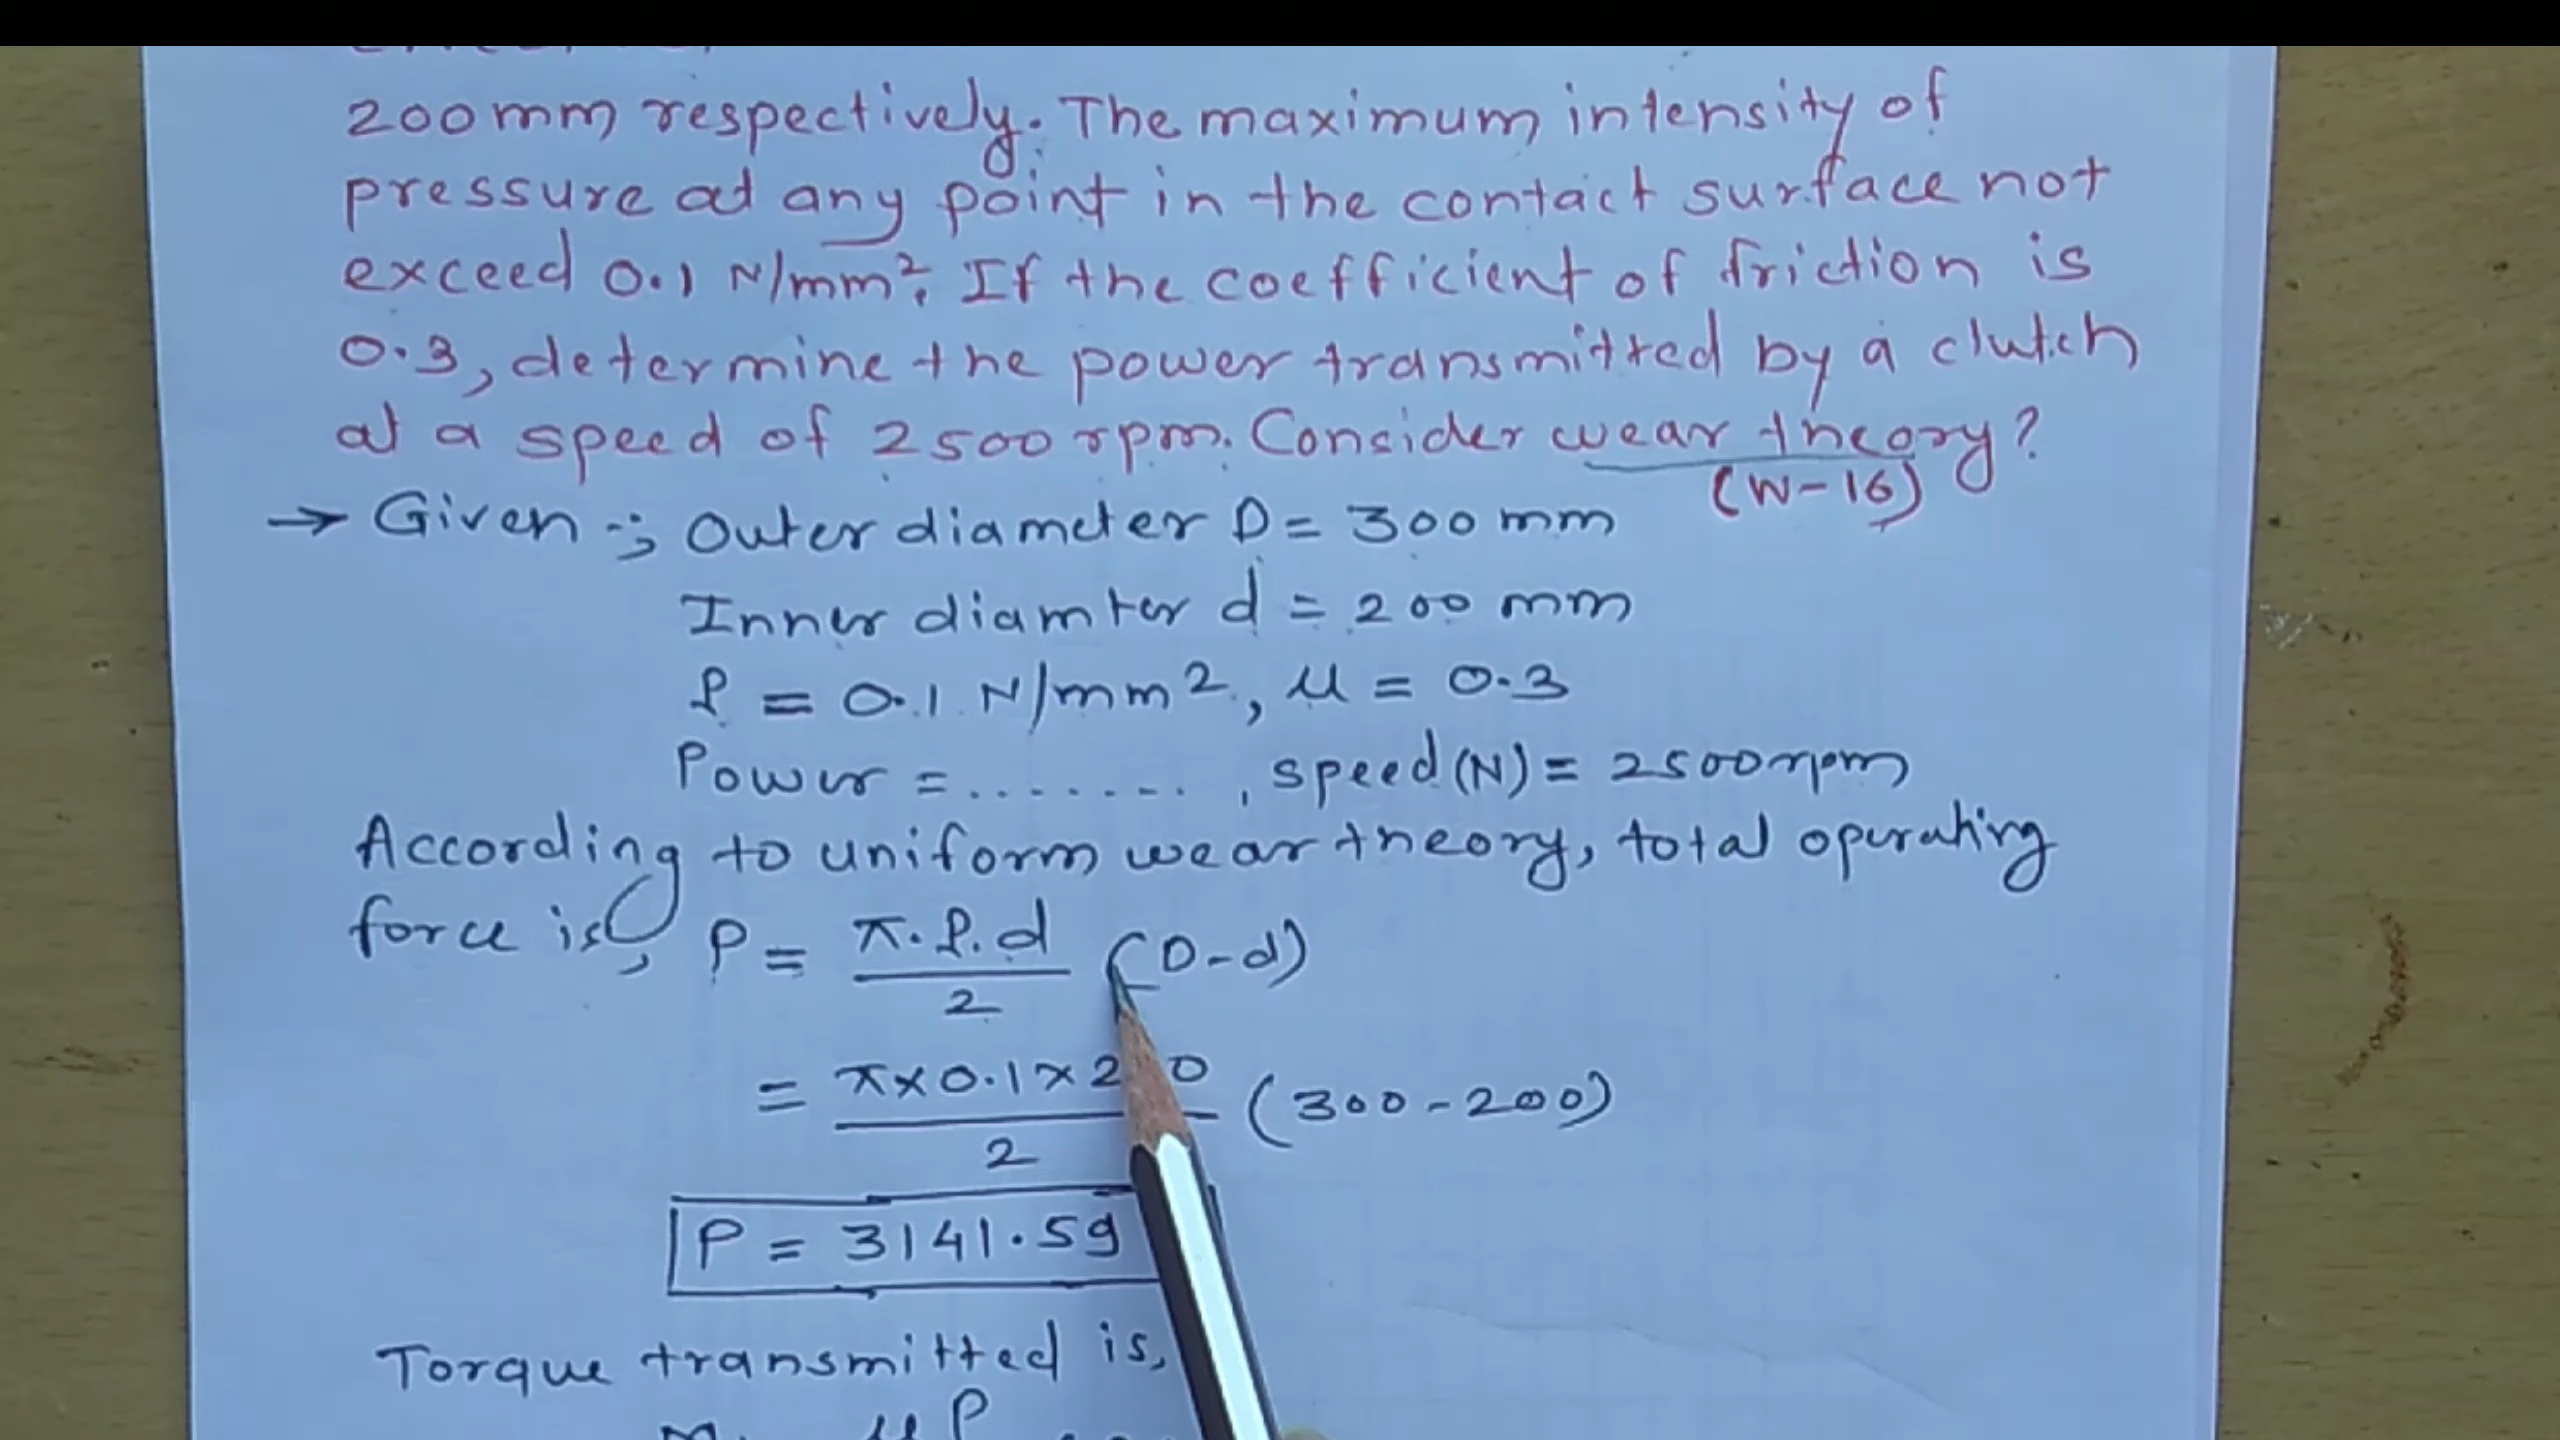 200mm respectively. The maximum intensity of
pressure at any point in the contact surface not
exceed 0.1 N/mm². If the coefficient of friction is
0.3, determine the power transmitted by a clutch
at a speed of 2500 rpm. Consider wear theory?
(W-16)
→ Given :- Outer diameter D = 300 mm
Inner diamter d = 200 mm
P = 0.1 N/mm², μ = 0.3
Power = ........, speed (N) = 2500rpm
According to uniform wear theory, total operating
force is, P = π.P.d / 2 (D-d)
= π×0.1×200 / 2 (300-200)
P = 3141.59
Torque transmitted is,
μP